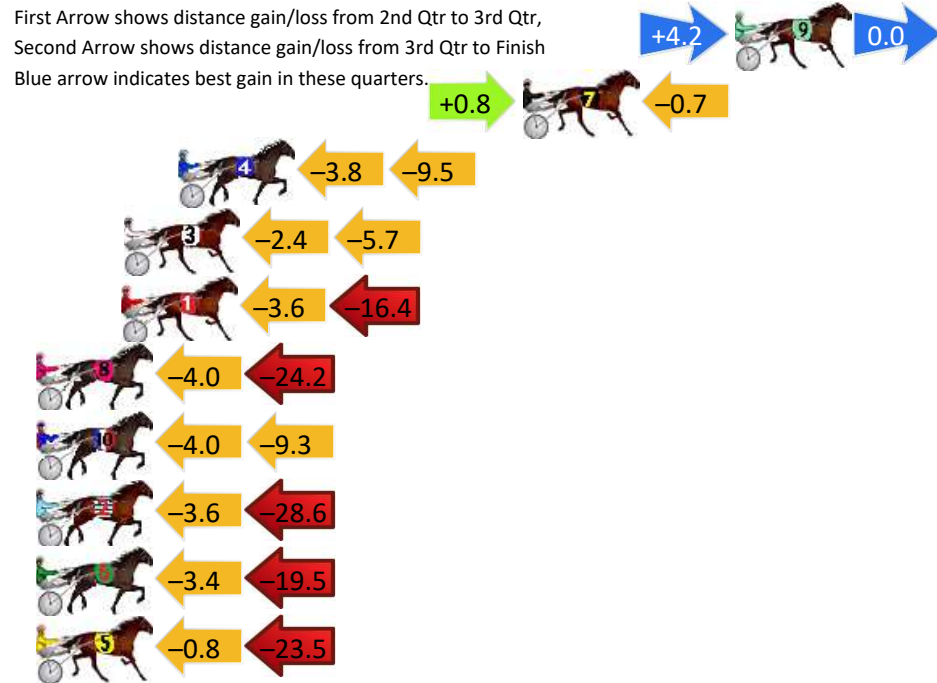 First Arrow shows distance gain/loss from 2nd Qtr to 3rd Qtr,
Second Arrow shows distance gain/loss from 3rd Qtr to Finish
Blue arrow indicates best gain in these quarters.
+4.2 9 0.0
+0.8 7 –0.7
4 –3.8 –9.5
3 –2.4 –5.7
1 –3.6 –16.4
8 –4.0 –24.2
10 –4.0 –9.3
2 –3.6 –28.6
6 –3.4 –19.5
5 –0.8 –23.5